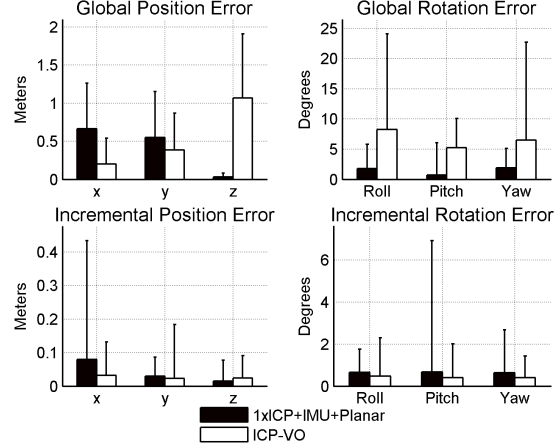 Global Position Error
Meters
2
1.5
1
0.5
0
x y z
Global Rotation Error
Degrees
25
20
15
10
5
0
Roll Pitch Yaw
Incremental Position Error
Meters
0.4
0.3
0.2
0.1
0
x y z
Incremental Rotation Error
Degrees
6
4
2
0
Roll Pitch Yaw
1xICP+IMU+Planar
ICP-VO